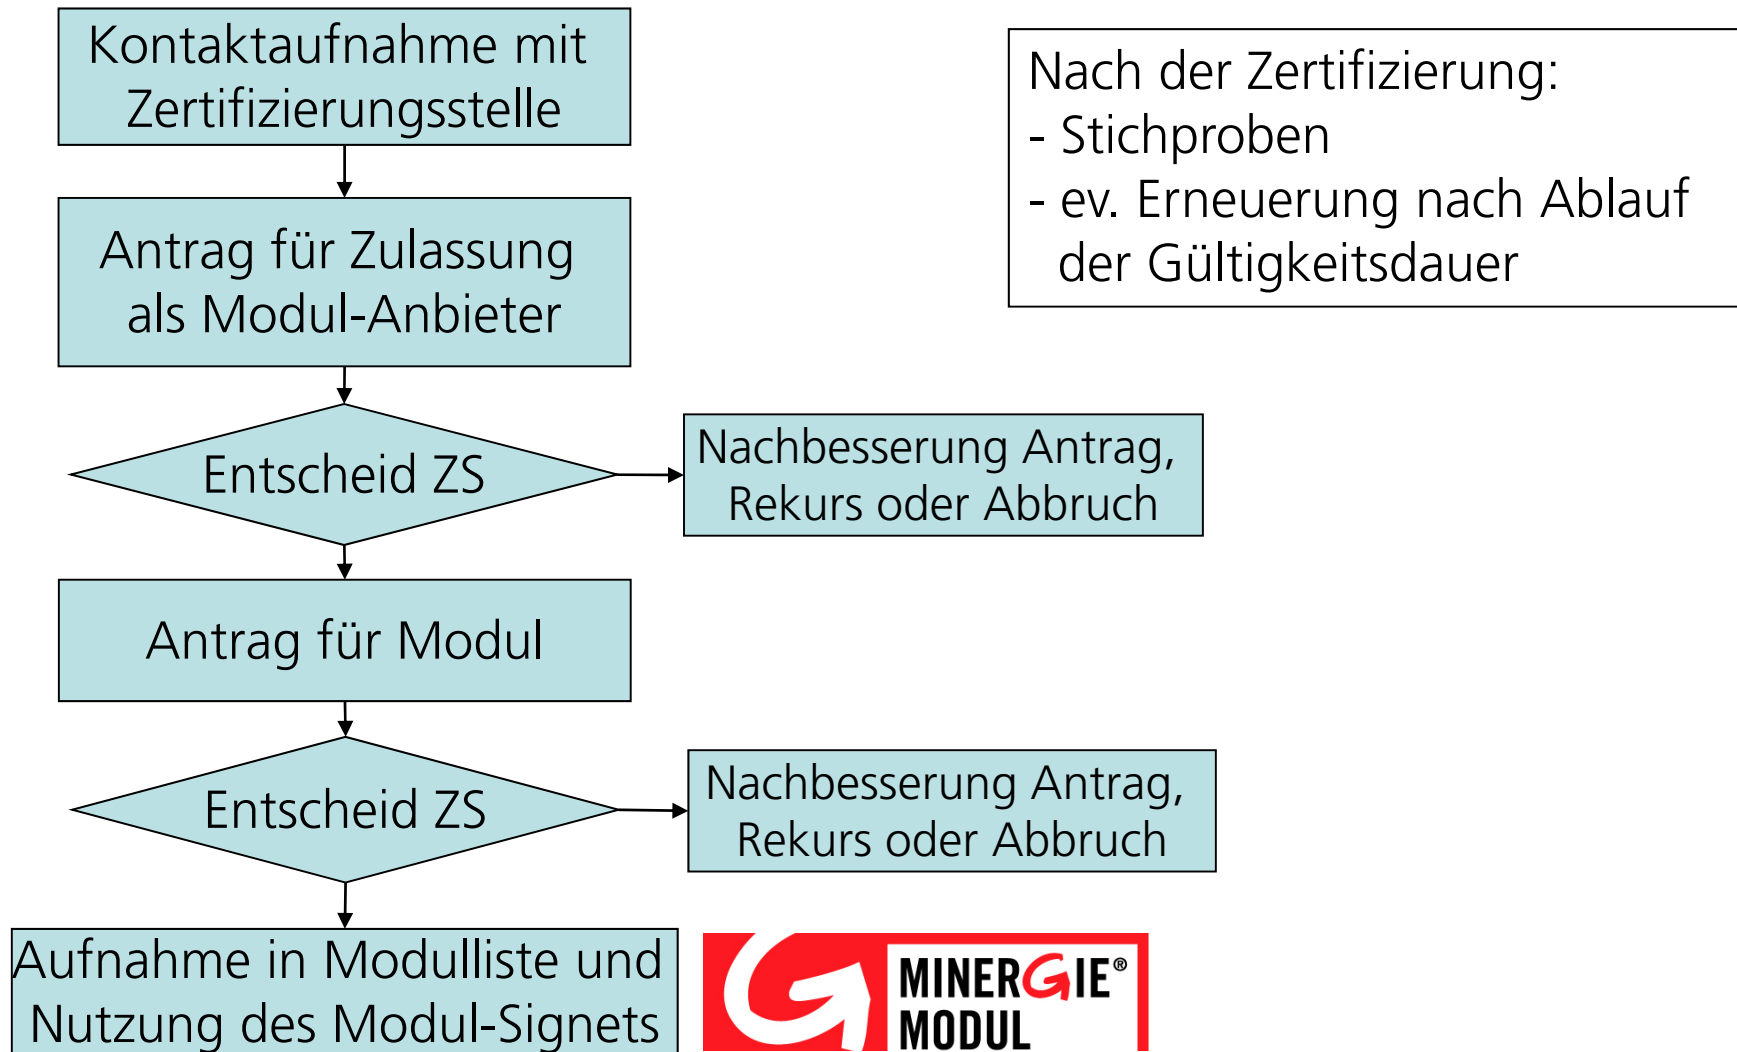 Kontaktaufnahme mit
Zertifizierungsstelle
Nach der Zertifizierung:
- Stichproben
- ev. Erneuerung nach Ablauf
der Gültigkeitsdauer
Antrag für Zulassung
als Modul-Anbieter
Entscheid ZS
Nachbesserung Antrag,
Rekurs oder Abbruch
Antrag für Modul
Entscheid ZS
Nachbesserung Antrag,
Rekurs oder Abbruch
Aufnahme in Modulliste und
Nutzung des Modul-Signets
MINERGIE®
MODUL